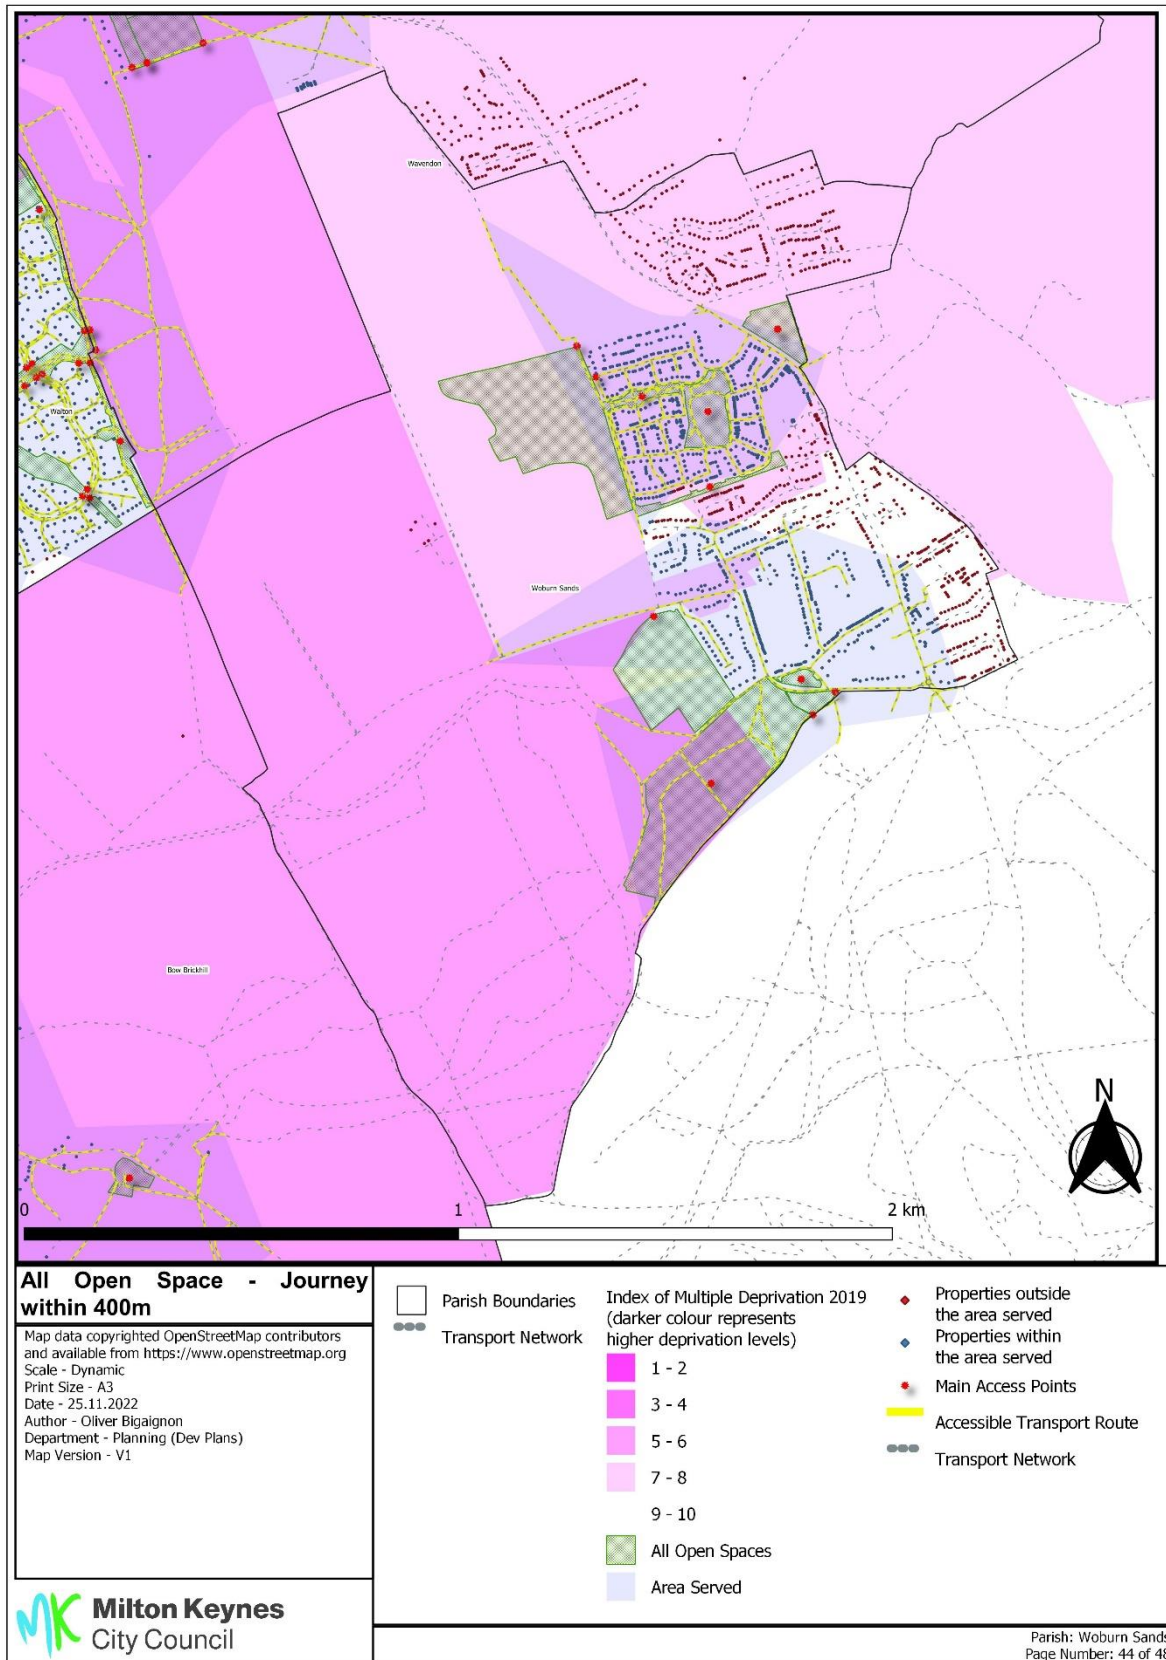 Wavendon
Walton
Woburn Sands
Bow Brickhill
N
0
1
2 km
All Open Space - Journey
within 400m
Map data copyrighted OpenStreetMap contributors
and available from https://www.openstreetmap.org
Scale - Dynamic
Print Size - A3
Date - 25.11.2022
Author - Oliver Bigaignon
Department - Planning (Dev Plans)
Map Version - V1
MK Milton Keynes
City Council
Parish Boundaries
Transport Network
Index of Multiple Deprivation 2019
(darker colour represents
higher deprivation levels)
1 - 2
3 - 4
5 - 6
7 - 8
9 - 10
All Open Spaces
Area Served
Properties outside
the area served
Properties within
the area served
Main Access Points
Accessible Transport Route
Transport Network
Parish: Woburn Sands
Page Number: 44 of 48